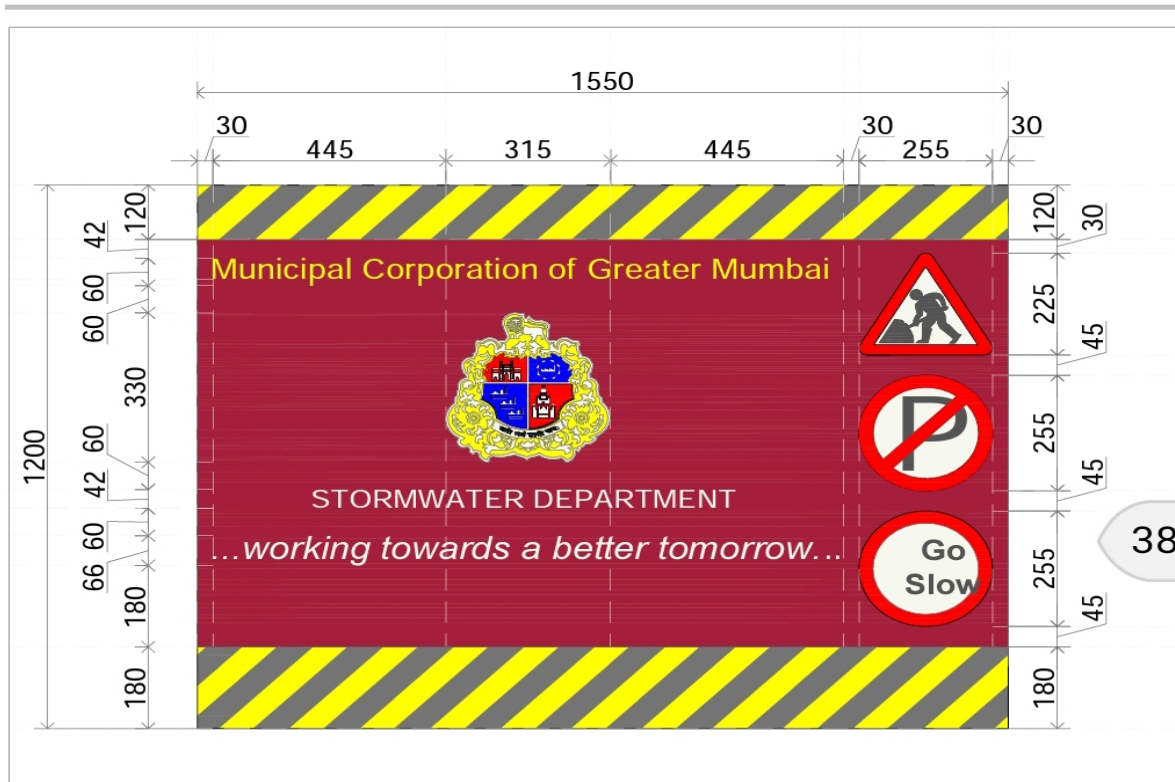 1550
30 30 30
445 315 445 255
120 120
42 30
Municipal Corporation of Greater Mumbai
60
225
60
45
330
P
255
1200
60
45
42
STORMWATER DEPARTMENT
60
...working towards a better tomorrow...
Go
Slow
255
38
66
180
45
180 180